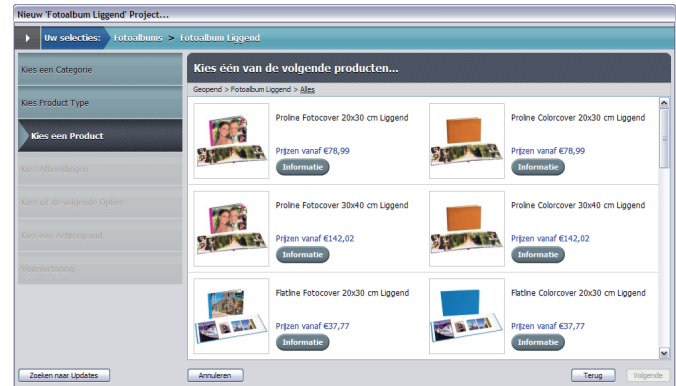 Nieuw 'Fotoalbum Liggend' Project...
Uw selecties: Fotoalbums > Fotoalbum Liggend
Kies een Categorie
Kies Product Type
Kies een Product
Kies Afbeeldingen
Kies uit de volgende Opties
Kies een Achtergrond
Voorvertoning
Kies één van de volgende producten...
Geopend > Fotoalbum Liggend > Alles
Proline Fotocover 20x30 cm Liggend
Prijzen vanaf €78,99
Informatie
Proline Colorcover 20x30 cm Liggend
Prijzen vanaf €78,99
Informatie
Proline Fotocover 30x40 cm Liggend
Prijzen vanaf €142,02
Informatie
Proline Colorcover 30x40 cm Liggend
Prijzen vanaf €142,02
Informatie
Flatline Fotocover 20x30 cm Liggend
Prijzen vanaf €37,77
Informatie
Flatline Colorcover 20x30 cm Liggend
Prijzen vanaf €37,77
Informatie
Zoeken naar Updates
Annuleren
Terug
Volgende